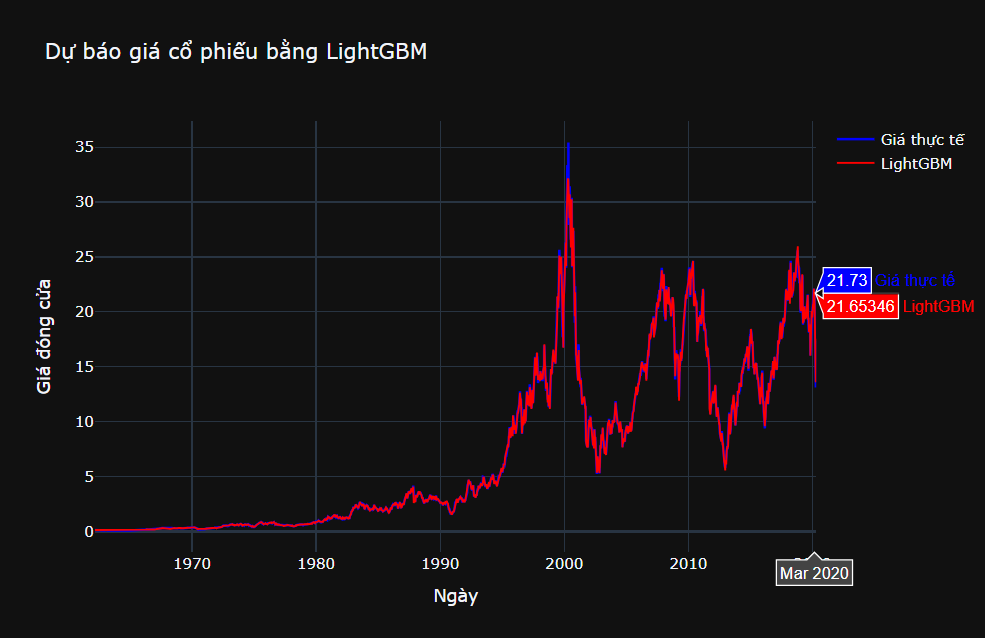 Dự báo giá cổ phiếu bằng LightGBM
Giá thực tế
LightGBM
35
30
25
20
15
10
5
0
Giá đóng cửa
21.73 Giá thực tế
21.65346 LightGBM
1970
1980
1990
2000
2010
Mar 2020
Ngày